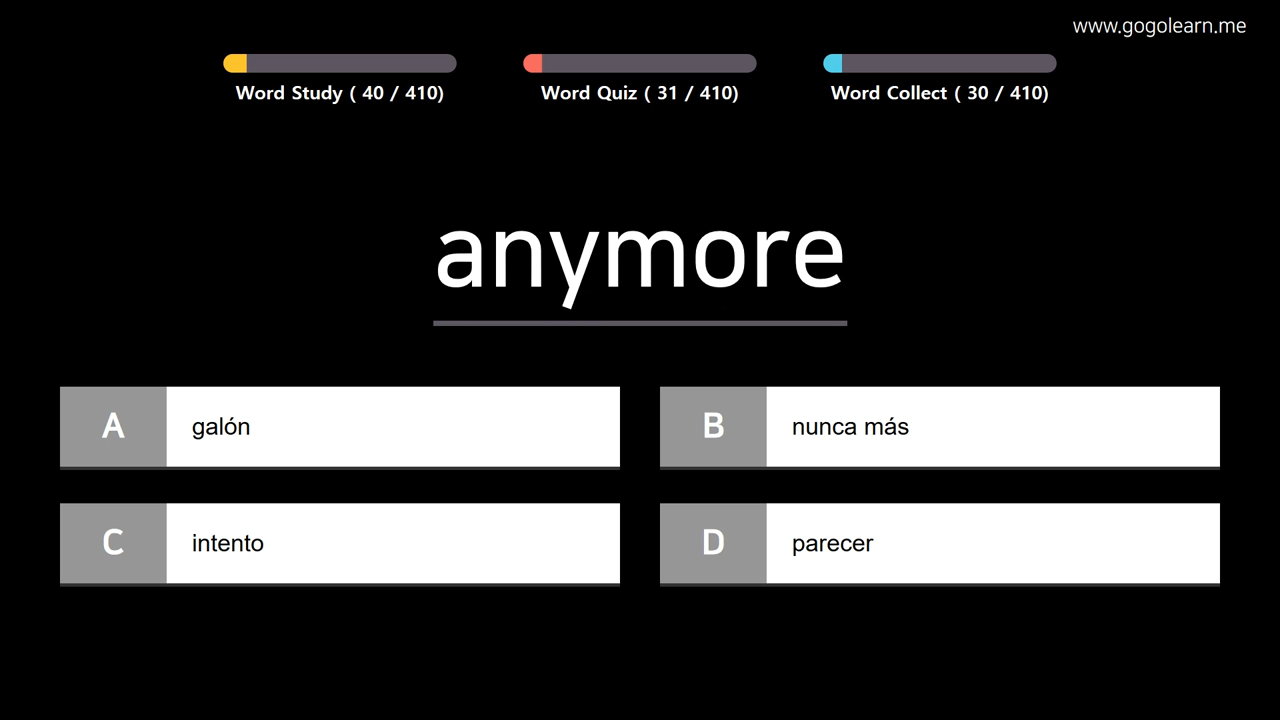 www.gogolearn.me
Word Study ( 40 / 410)
Word Quiz ( 31 / 410)
Word Collect ( 30 / 410)
anymore
A galón
B nunca más
C intento
D parecer